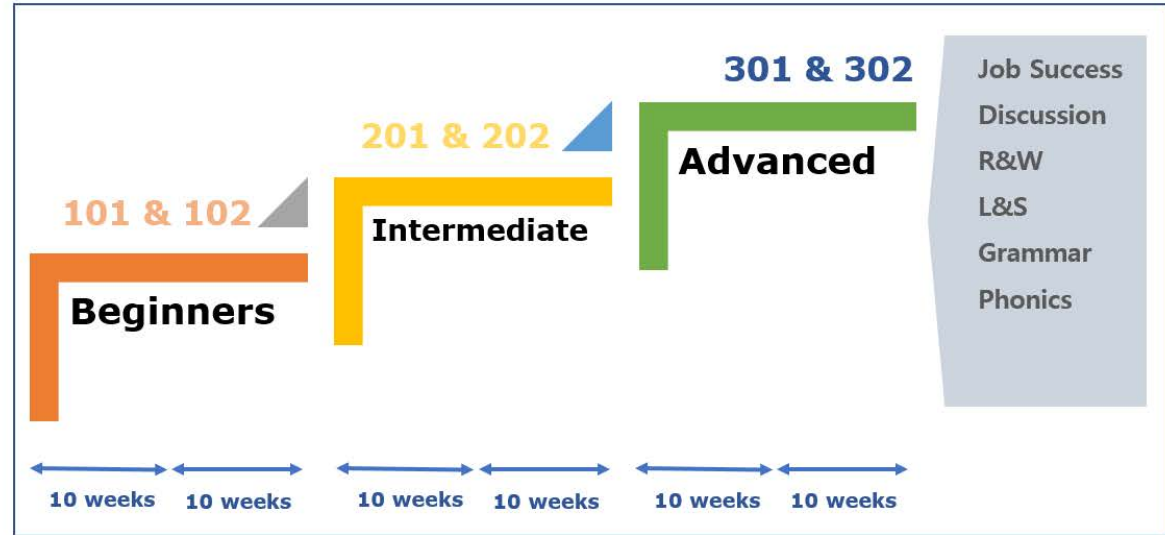 301 & 302
Advanced
201 & 202
Intermediate
101 & 102
Beginners
Job Success
Discussion
R&W
L&S
Grammar
Phonics
10 weeks
10 weeks
10 weeks
10 weeks
10 weeks
10 weeks